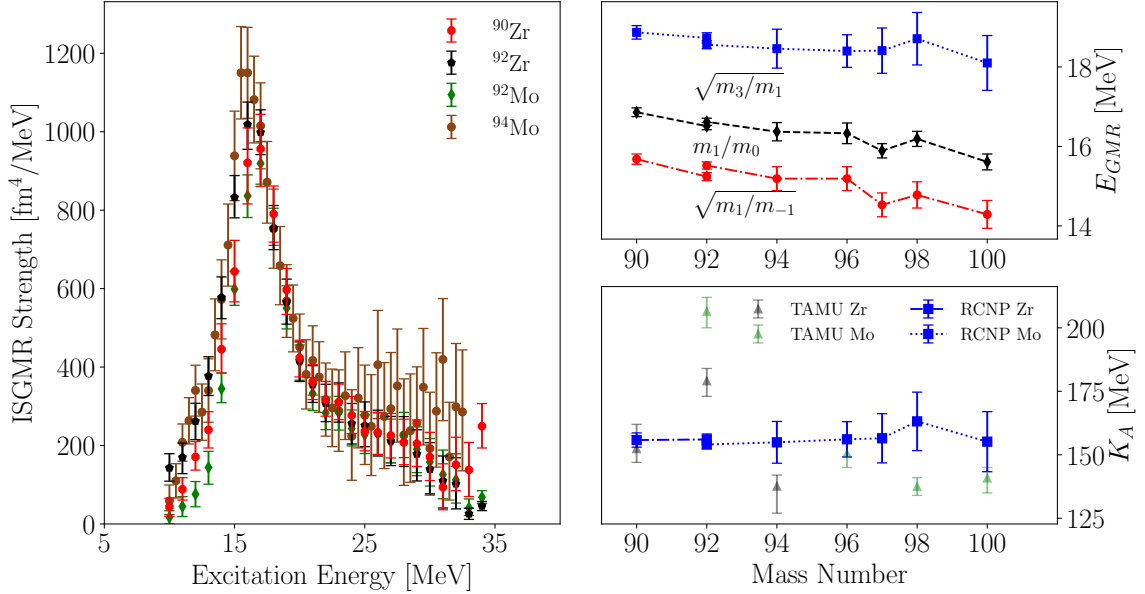 ISGMR Strength [fm⁴/MeV]
1200
1000
800
600
400
200
0
5
15
25
35
Excitation Energy [MeV]
⁹⁰Zr
⁹²Zr
⁹²Mo
⁹⁴Mo
√m₃/m₁
m₁/m₀
√m₁/m₋₁
18
16
14
E_GMR [MeV]
90
92
94
96
98
100
TAMU Zr
TAMU Mo
RCNP Zr
RCNP Mo
200
175
150
125
K_A [MeV]
90
92
94
96
98
100
Mass Number